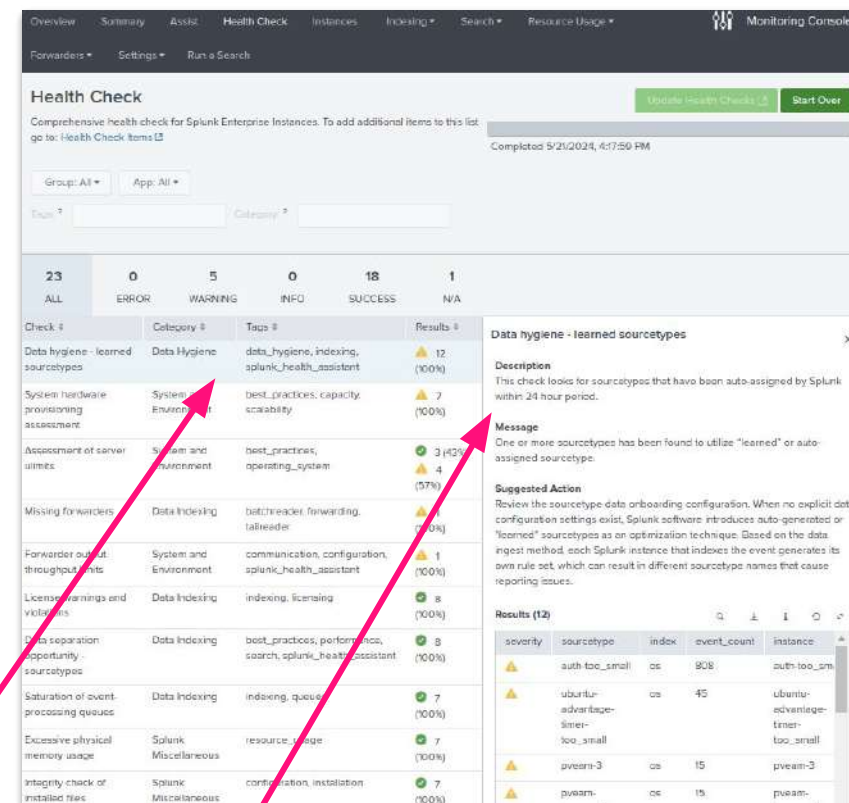 Overview Summary Assist Health Check Instances Indexing Search Resource Usage Monitoring Console
Forwarders Settings Run a Search
Health Check
Update Health Checks Start Over
Comprehensive health check for Splunk Enterprise Instances. To add additional items to this list
go to: Health Check Items
Completed 5/21/2024, 4:17:59 PM
Group: All App: All
Tags ? Category ?
23 0 5 0 18 1
ALL ERROR WARNING INFO SUCCESS N/A
Check Category Tags Results
Data hygiene - learned sourcetypes Data Hygiene data_hygiene, indexing, splunk_health_assistant 12 (100%)
System hardware provisioning assessment System and Environment best_practices, capacity, scalability 7 (100%)
Assessment of server ulimits System and Environment best_practices, operating_system 3 4 (57%)
Missing forwarders Data Indexing batchreader, forwarding, tailreader
Forwarder output throughput limits System and Environment communication, configuration, splunk_health_assistant 1 (100%)
License warnings and violations Data Indexing indexing, licensing 8 (100%)
Data separation opportunity - sourcetypes Data Indexing best_practices, performance, search, splunk_health_assistant 8 (100%)
Saturation of event-processing queues Data Indexing indexing, queues 7 (100%)
Excessive physical memory usage Splunk Miscellaneous resource_usage 7 (100%)
Integrity check of installed files Splunk Miscellaneous configuration, installation 7 (100%)
Data hygiene - learned sourcetypes
Description
This check looks for sourcetypes that have been auto-assigned by Splunk
within 24 hour period.
Message
One or more sourcetypes has been found to utilize "learned" or auto-
assigned sourcetype.
Suggested Action
Review the sourcetype data onboarding configuration. When no explicit dat
configuration settings exist, Splunk software introduces auto-generated or
"learned" sourcetypes as an optimization technique. Based on the data
ingest method, each Splunk instance that indexes the event generates its
own rule set, which can result in different sourcetype names that cause
reporting issues.
Results (12)
severity sourcetype index event_count instance
auth-too_small os 808 auth-too_sm
ubuntu-advantage-timer-too_small os 45 ubuntu-advantage-timer-too_small
pveam-3 os 15 pveam-3
pveam- os 15 pveam-